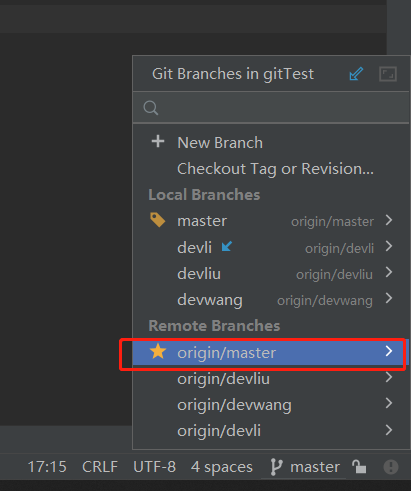 Git Branches in gitTest
+ New Branch
Checkout Tag or Revision...
Local Branches
master origin/master
devli origin/devli
devliu origin/devliu
devwang origin/devwang
Remote Branches
origin/master
origin/devliu
origin/devwang
origin/devli
17:15 CRLF UTF-8 4 spaces master